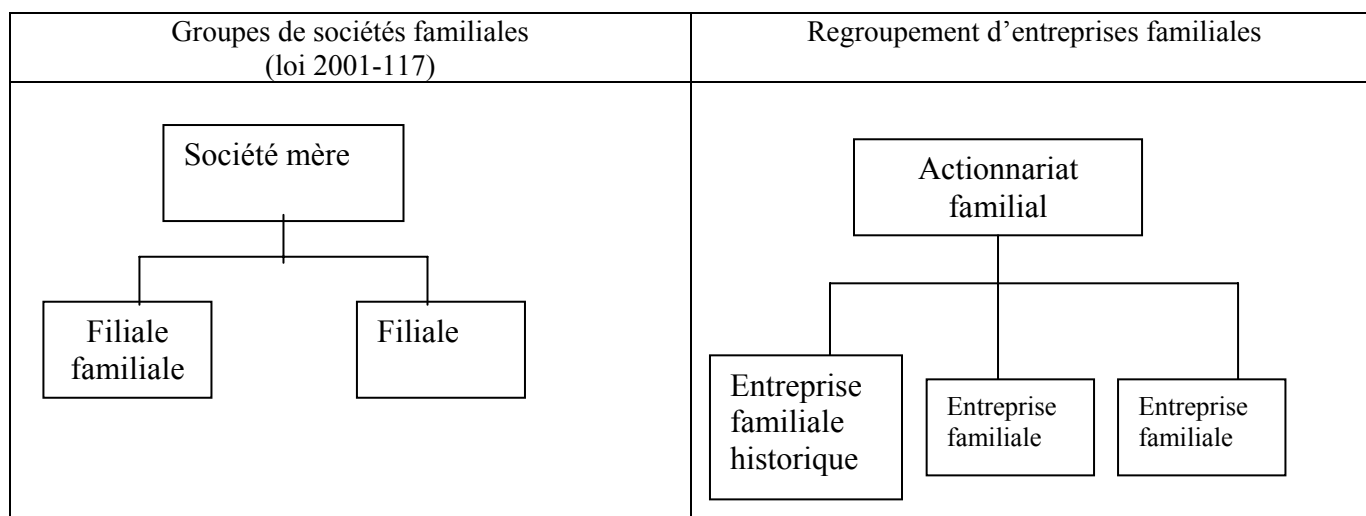 Groupes de sociétés familiales
(loi 2001-117)
Regroupement d’entreprises familiales
Société mère
Filiale
familiale
Filiale
Actionnariat
familial
Entreprise
familiale
historique
Entreprise
familiale
Entreprise
familiale